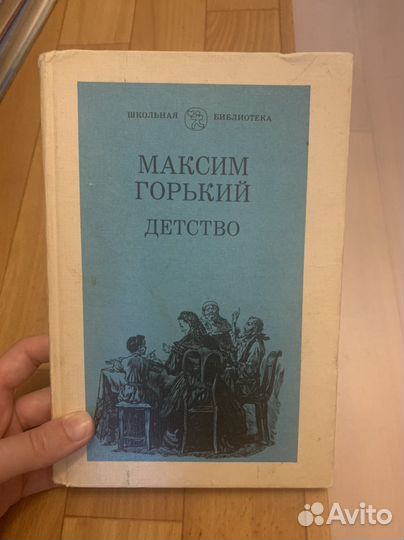 ШКОЛЬНАЯ БИБЛИОТЕКА
МАКСИМ
ГОРЬКИЙ
ДЕТСТВО
Avito